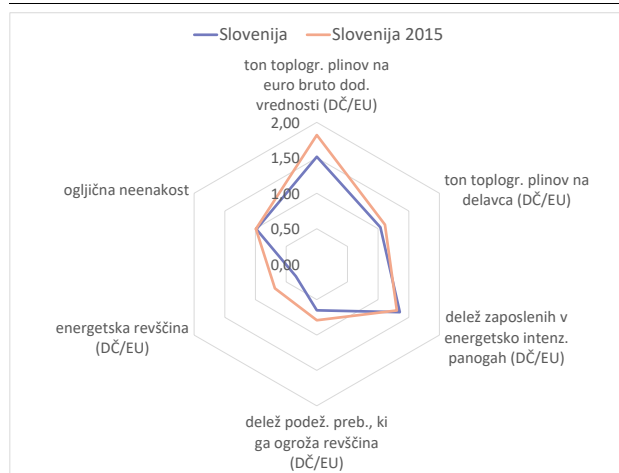 Slovenija
Slovenija 2015
ton toplogr. plinov na
euro bruto dod.
vrednosti (DČ/EU)
2,00
1,50
1,00
0,50
0,00
ton toplogr. plinov na
delavca (DČ/EU)
delež zaposlenih v
energetsko intenz.
panogah (DČ/EU)
delež podež. preb., ki
ga ogroža revščina
(DČ/EU)
energetska revščina
(DČ/EU)
ogljična neenakost